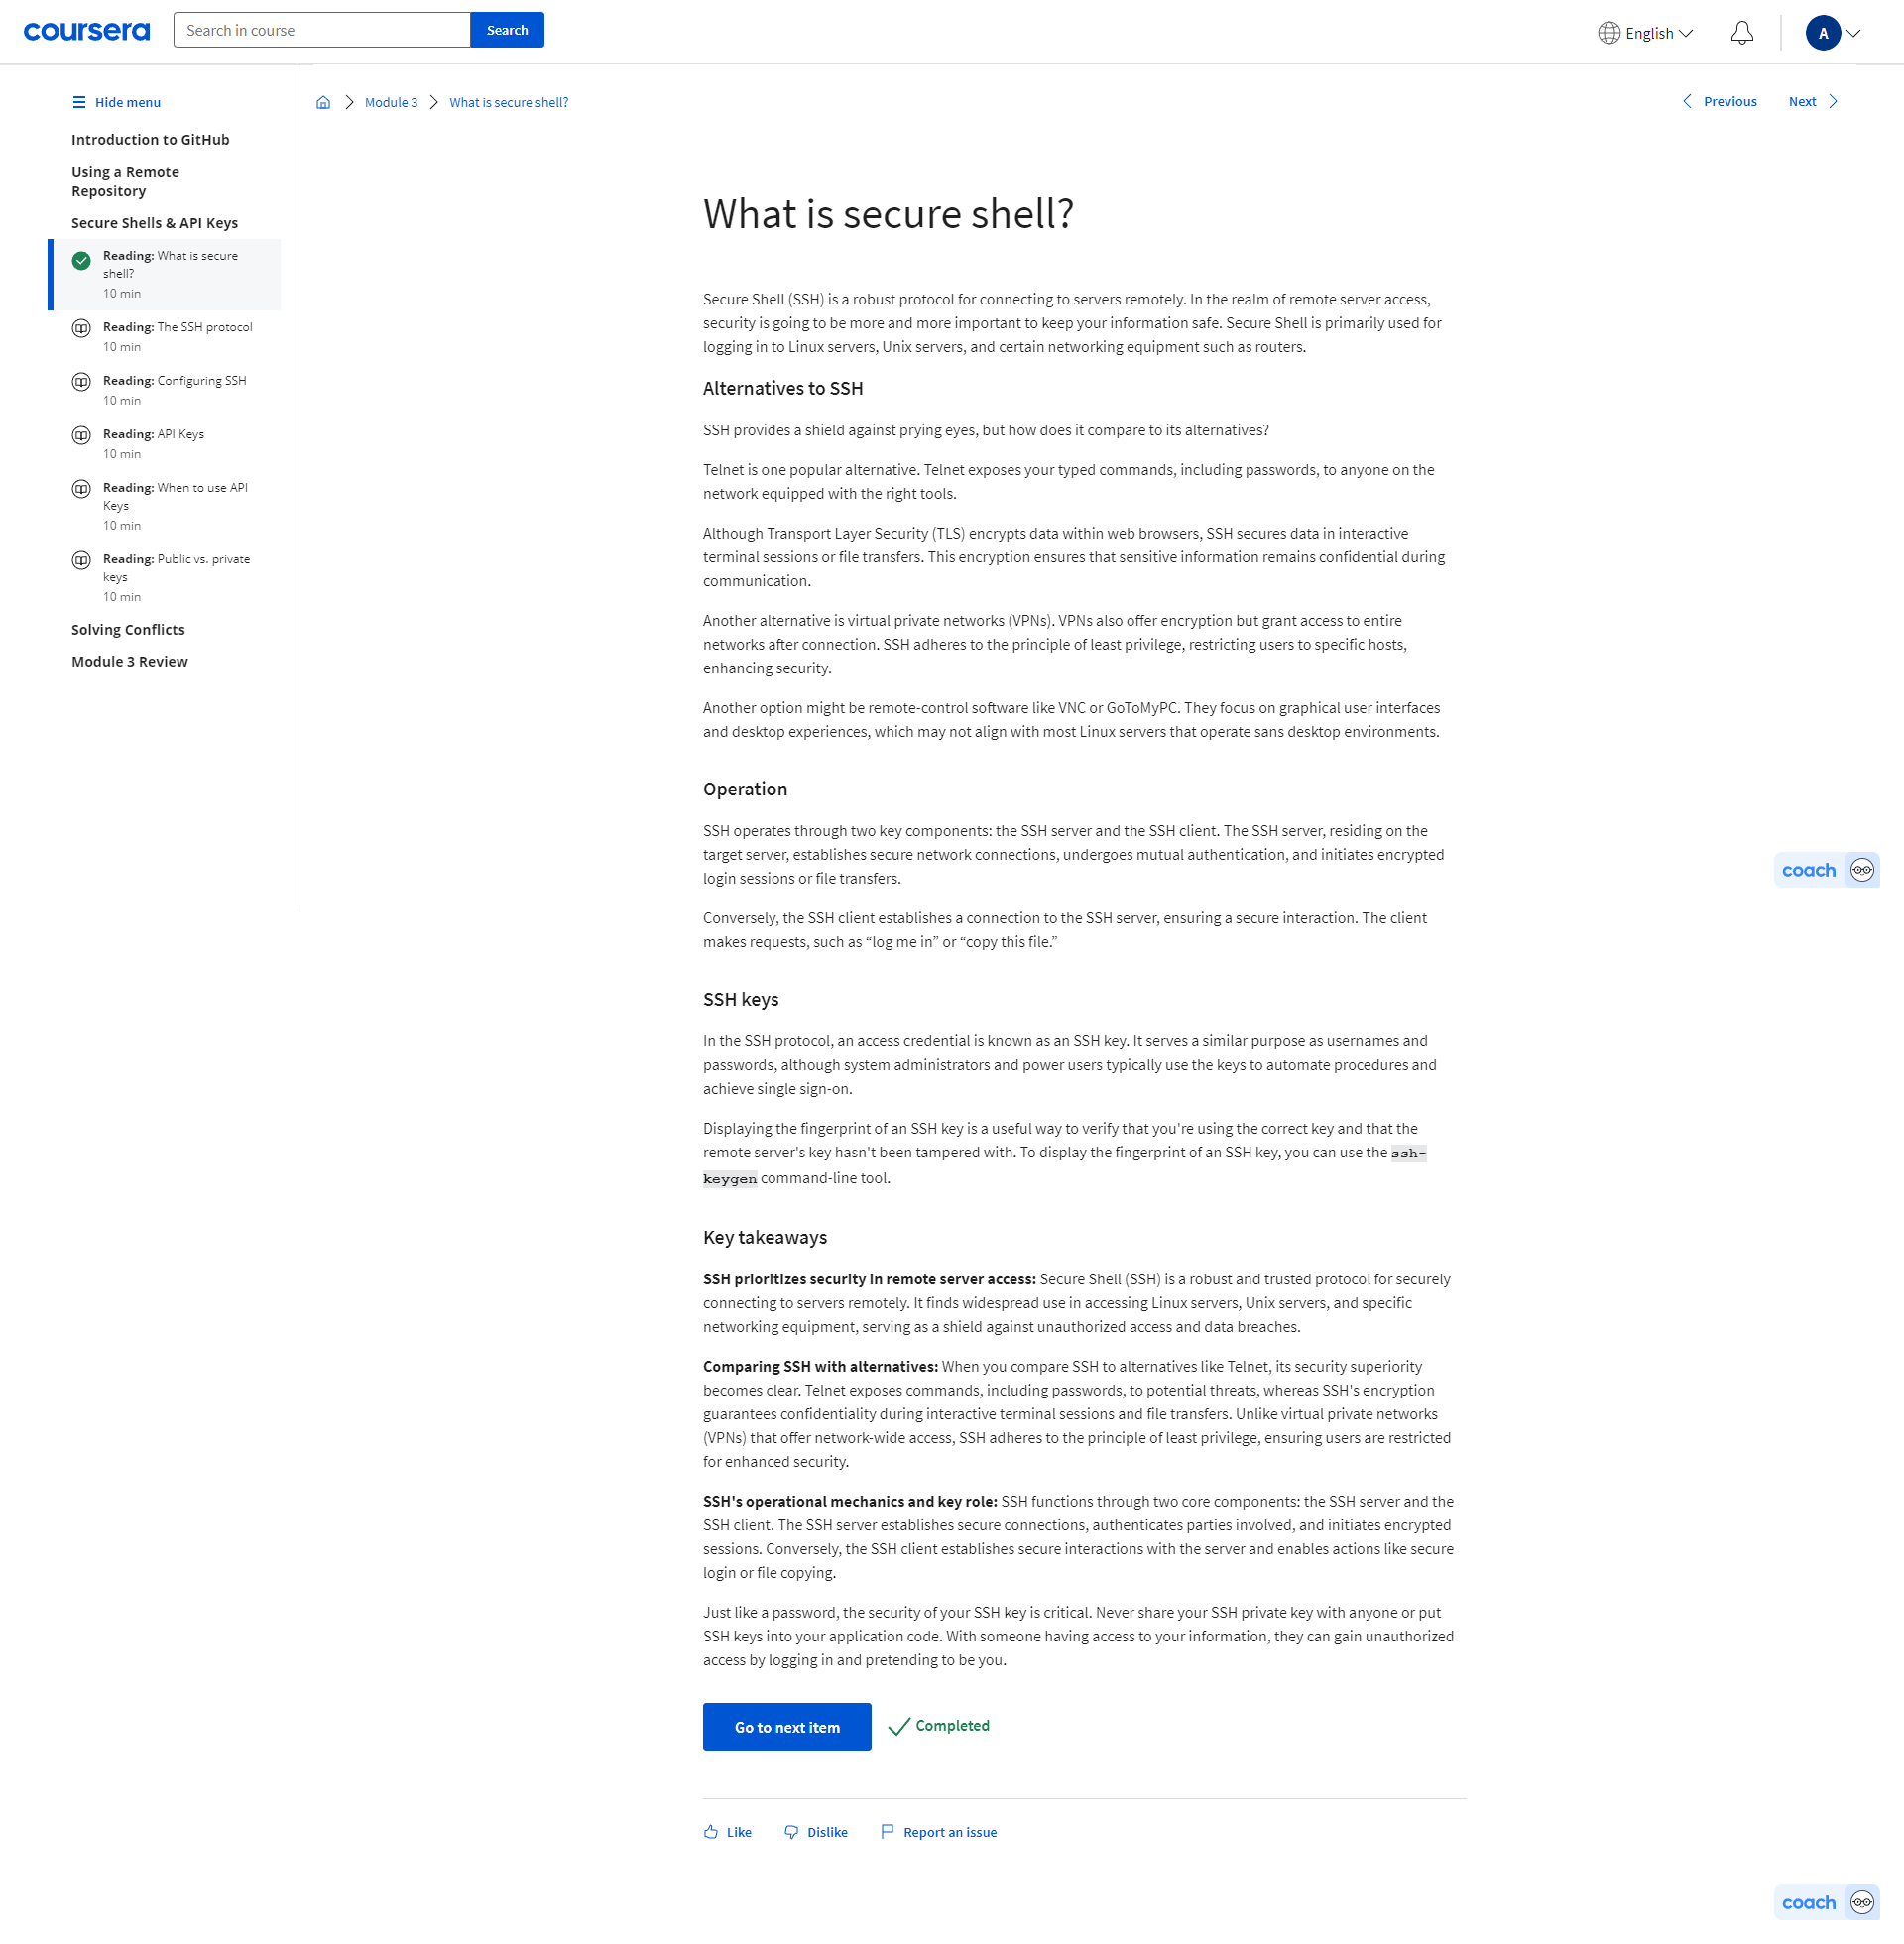 coursera
Search in course
Search
English
A
Hide menu
Introduction to GitHub
Using a Remote
Repository
Secure Shells & API Keys
Reading: What is secure
shell?
10 min
Reading: The SSH protocol
10 min
Reading: Configuring SSH
10 min
Reading: API Keys
10 min
Reading: When to use API
Keys
10 min
Reading: Public vs. private
keys
10 min
Solving Conflicts
Module 3 Review
Module 3
What is secure shell?
Previous
Next
What is secure shell?
Secure Shell (SSH) is a robust protocol for connecting to servers remotely. In the realm of remote server access,
security is going to be more and more important to keep your information safe. Secure Shell is primarily used for
logging in to Linux servers, Unix servers, and certain networking equipment such as routers.
Alternatives to SSH
SSH provides a shield against prying eyes, but how does it compare to its alternatives?
Telnet is one popular alternative. Telnet exposes your typed commands, including passwords, to anyone on the
network equipped with the right tools.
Although Transport Layer Security (TLS) encrypts data within web browsers, SSH secures data in interactive
terminal sessions or file transfers. This encryption ensures that sensitive information remains confidential during
communication.
Another alternative is virtual private networks (VPNs). VPNs also offer encryption but grant access to entire
networks after connection. SSH adheres to the principle of least privilege, restricting users to specific hosts,
enhancing security.
Another option might be remote-control software like VNC or GoToMyPC. They focus on graphical user interfaces
and desktop experiences, which may not align with most Linux servers that operate sans desktop environments.
Operation
SSH operates through two key components: the SSH server and the SSH client. The SSH server, residing on the
target server, establishes secure network connections, undergoes mutual authentication, and initiates encrypted
login sessions or file transfers.
Conversely, the SSH client establishes a connection to the SSH server, ensuring a secure interaction. The client
makes requests, such as “log me in” or “copy this file.”
SSH keys
In the SSH protocol, an access credential is known as an SSH key. It serves a similar purpose as usernames and
passwords, although system administrators and power users typically use the keys to automate procedures and
achieve single sign-on.
Displaying the fingerprint of an SSH key is a useful way to verify that you're using the correct key and that the
remote server's key hasn't been tampered with. To display the fingerprint of an SSH key, you can use the ssh-
keygen command-line tool.
Key takeaways
SSH prioritizes security in remote server access: Secure Shell (SSH) is a robust and trusted protocol for securely
connecting to servers remotely. It finds widespread use in accessing Linux servers, Unix servers, and specific
networking equipment, serving as a shield against unauthorized access and data breaches.
Comparing SSH with alternatives: When you compare SSH to alternatives like Telnet, its security superiority
becomes clear. Telnet exposes commands, including passwords, to potential threats, whereas SSH's encryption
guarantees confidentiality during interactive terminal sessions and file transfers. Unlike virtual private networks
(VPNs) that offer network-wide access, SSH adheres to the principle of least privilege, ensuring users are restricted
for enhanced security.
SSH's operational mechanics and key role: SSH functions through two core components: the SSH server and the
SSH client. The SSH server establishes secure connections, authenticates parties involved, and initiates encrypted
sessions. Conversely, the SSH client establishes secure interactions with the server and enables actions like secure
login or file copying.
Just like a password, the security of your SSH key is critical. Never share your SSH private key with anyone or put
SSH keys into your application code. With someone having access to your information, they can gain unauthorized
access by logging in and pretending to be you.
Go to next item
Completed
Like
Dislike
Report an issue
coach
coach